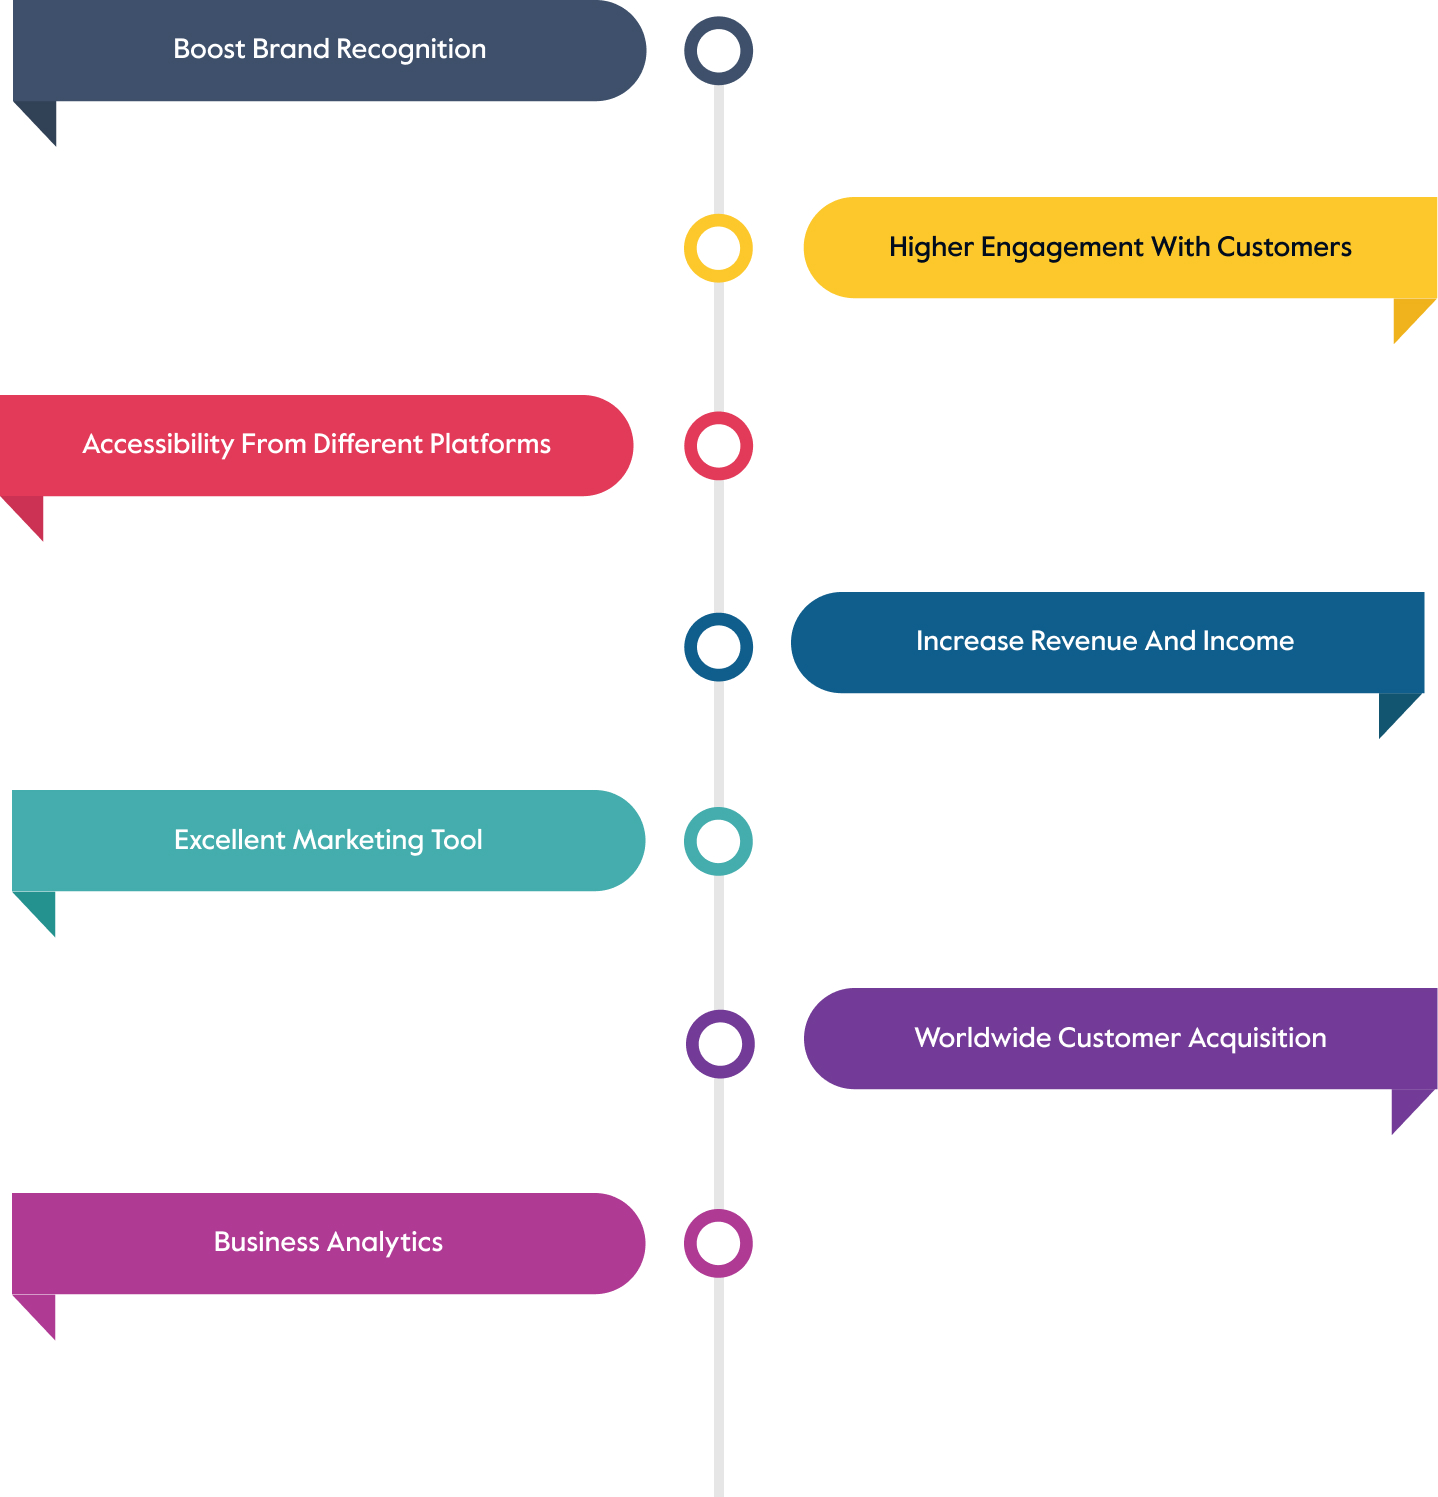 Boost Brand Recognition
Higher Engagement With Customers
Accessibility From Different Platforms
Increase Revenue And Income
Excellent Marketing Tool
Worldwide Customer Acquisition
Business Analytics